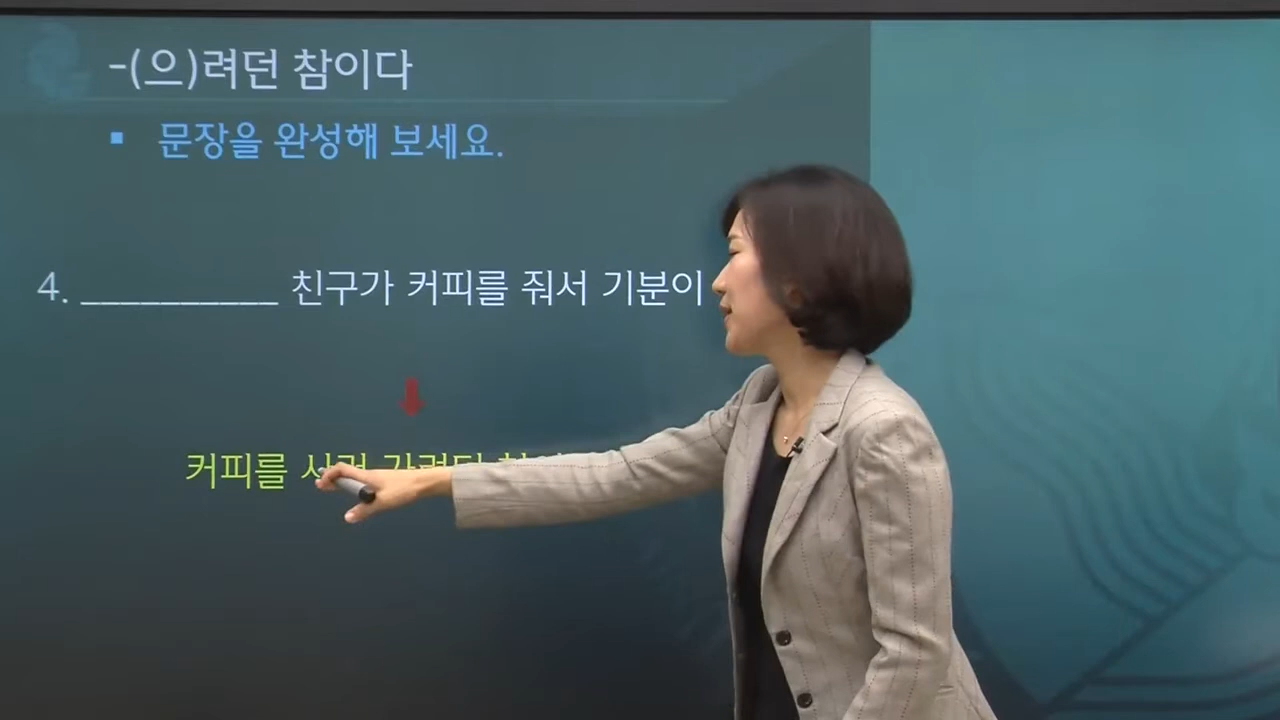 -(으)려던 참이다
▪ 문장을 완성해 보세요.
4. __________ 친구가 커피를 줘서 기분이
커피를